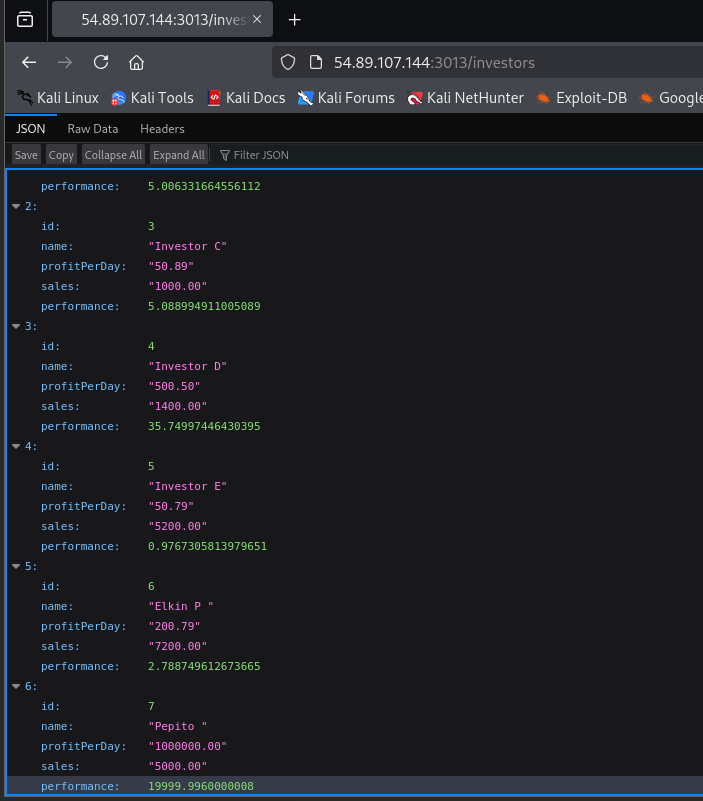 54.89.107.144:3013/inves
54.89.107.144:3013/investors
Kali Linux Kali Tools Kali Docs Kali Forums Kali NetHunter Exploit-DB Google
JSON Raw Data Headers
Save Copy Collapse All Expand All Filter JSON
performance: 5.006331664556112
2:
id: 3
name: "Investor C"
profitPerDay: "50.89"
sales: "1000.00"
performance: 5.088994911005089
3:
id: 4
name: "Investor D"
profitPerDay: "500.50"
sales: "1400.00"
performance: 35.74997446430395
4:
id: 5
name: "Investor E"
profitPerDay: "50.79"
sales: "5200.00"
performance: 0.9767305813979651
5:
id: 6
name: "Elkin P "
profitPerDay: "200.79"
sales: "7200.00"
performance: 2.788749612673665
6:
id: 7
name: "Pepito "
profitPerDay: "1000000.00"
sales: "5000.00"
performance: 19999.9960000008